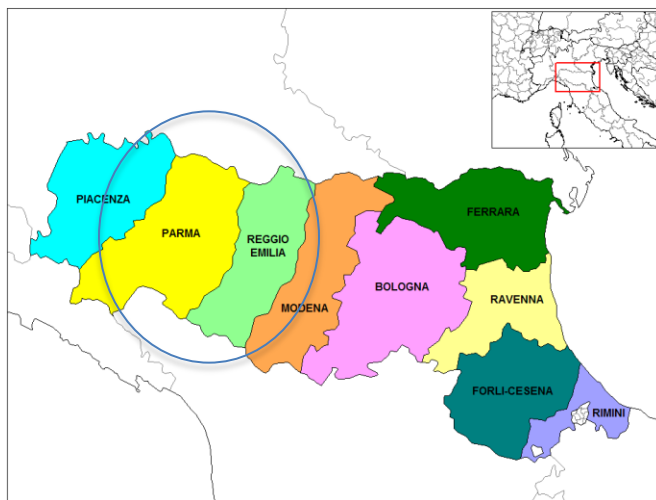 PIACENZA
PARMA
REGGIO
EMILIA
MODENA
BOLOGNA
FERRARA
RAVENNA
FORLI-CESENA
RIMINI